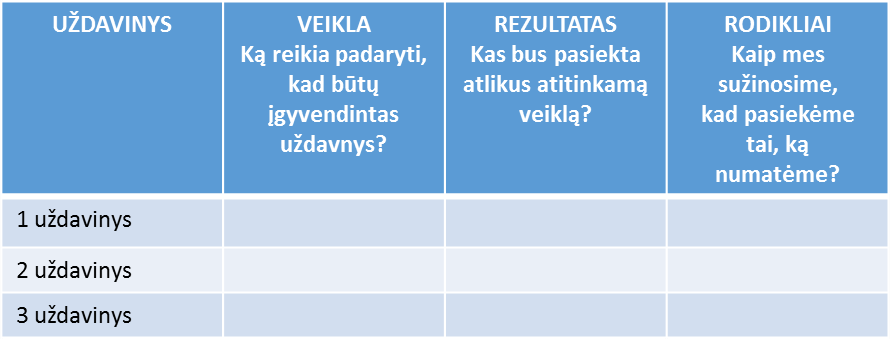 UŽDAVINYS
VEIKLA
Ką reikia padaryti,
kad būtų
įgyvendintas
uždavnys?
REZULTATAS
Kas bus pasiekta
atlikus atitinkamą
veiklą?
RODIKLIAI
Kaip mes
sužinosime,
kad pasiekėme
tai, ką
numatėme?
1 uždavinys
2 uždavinys
3 uždavinys